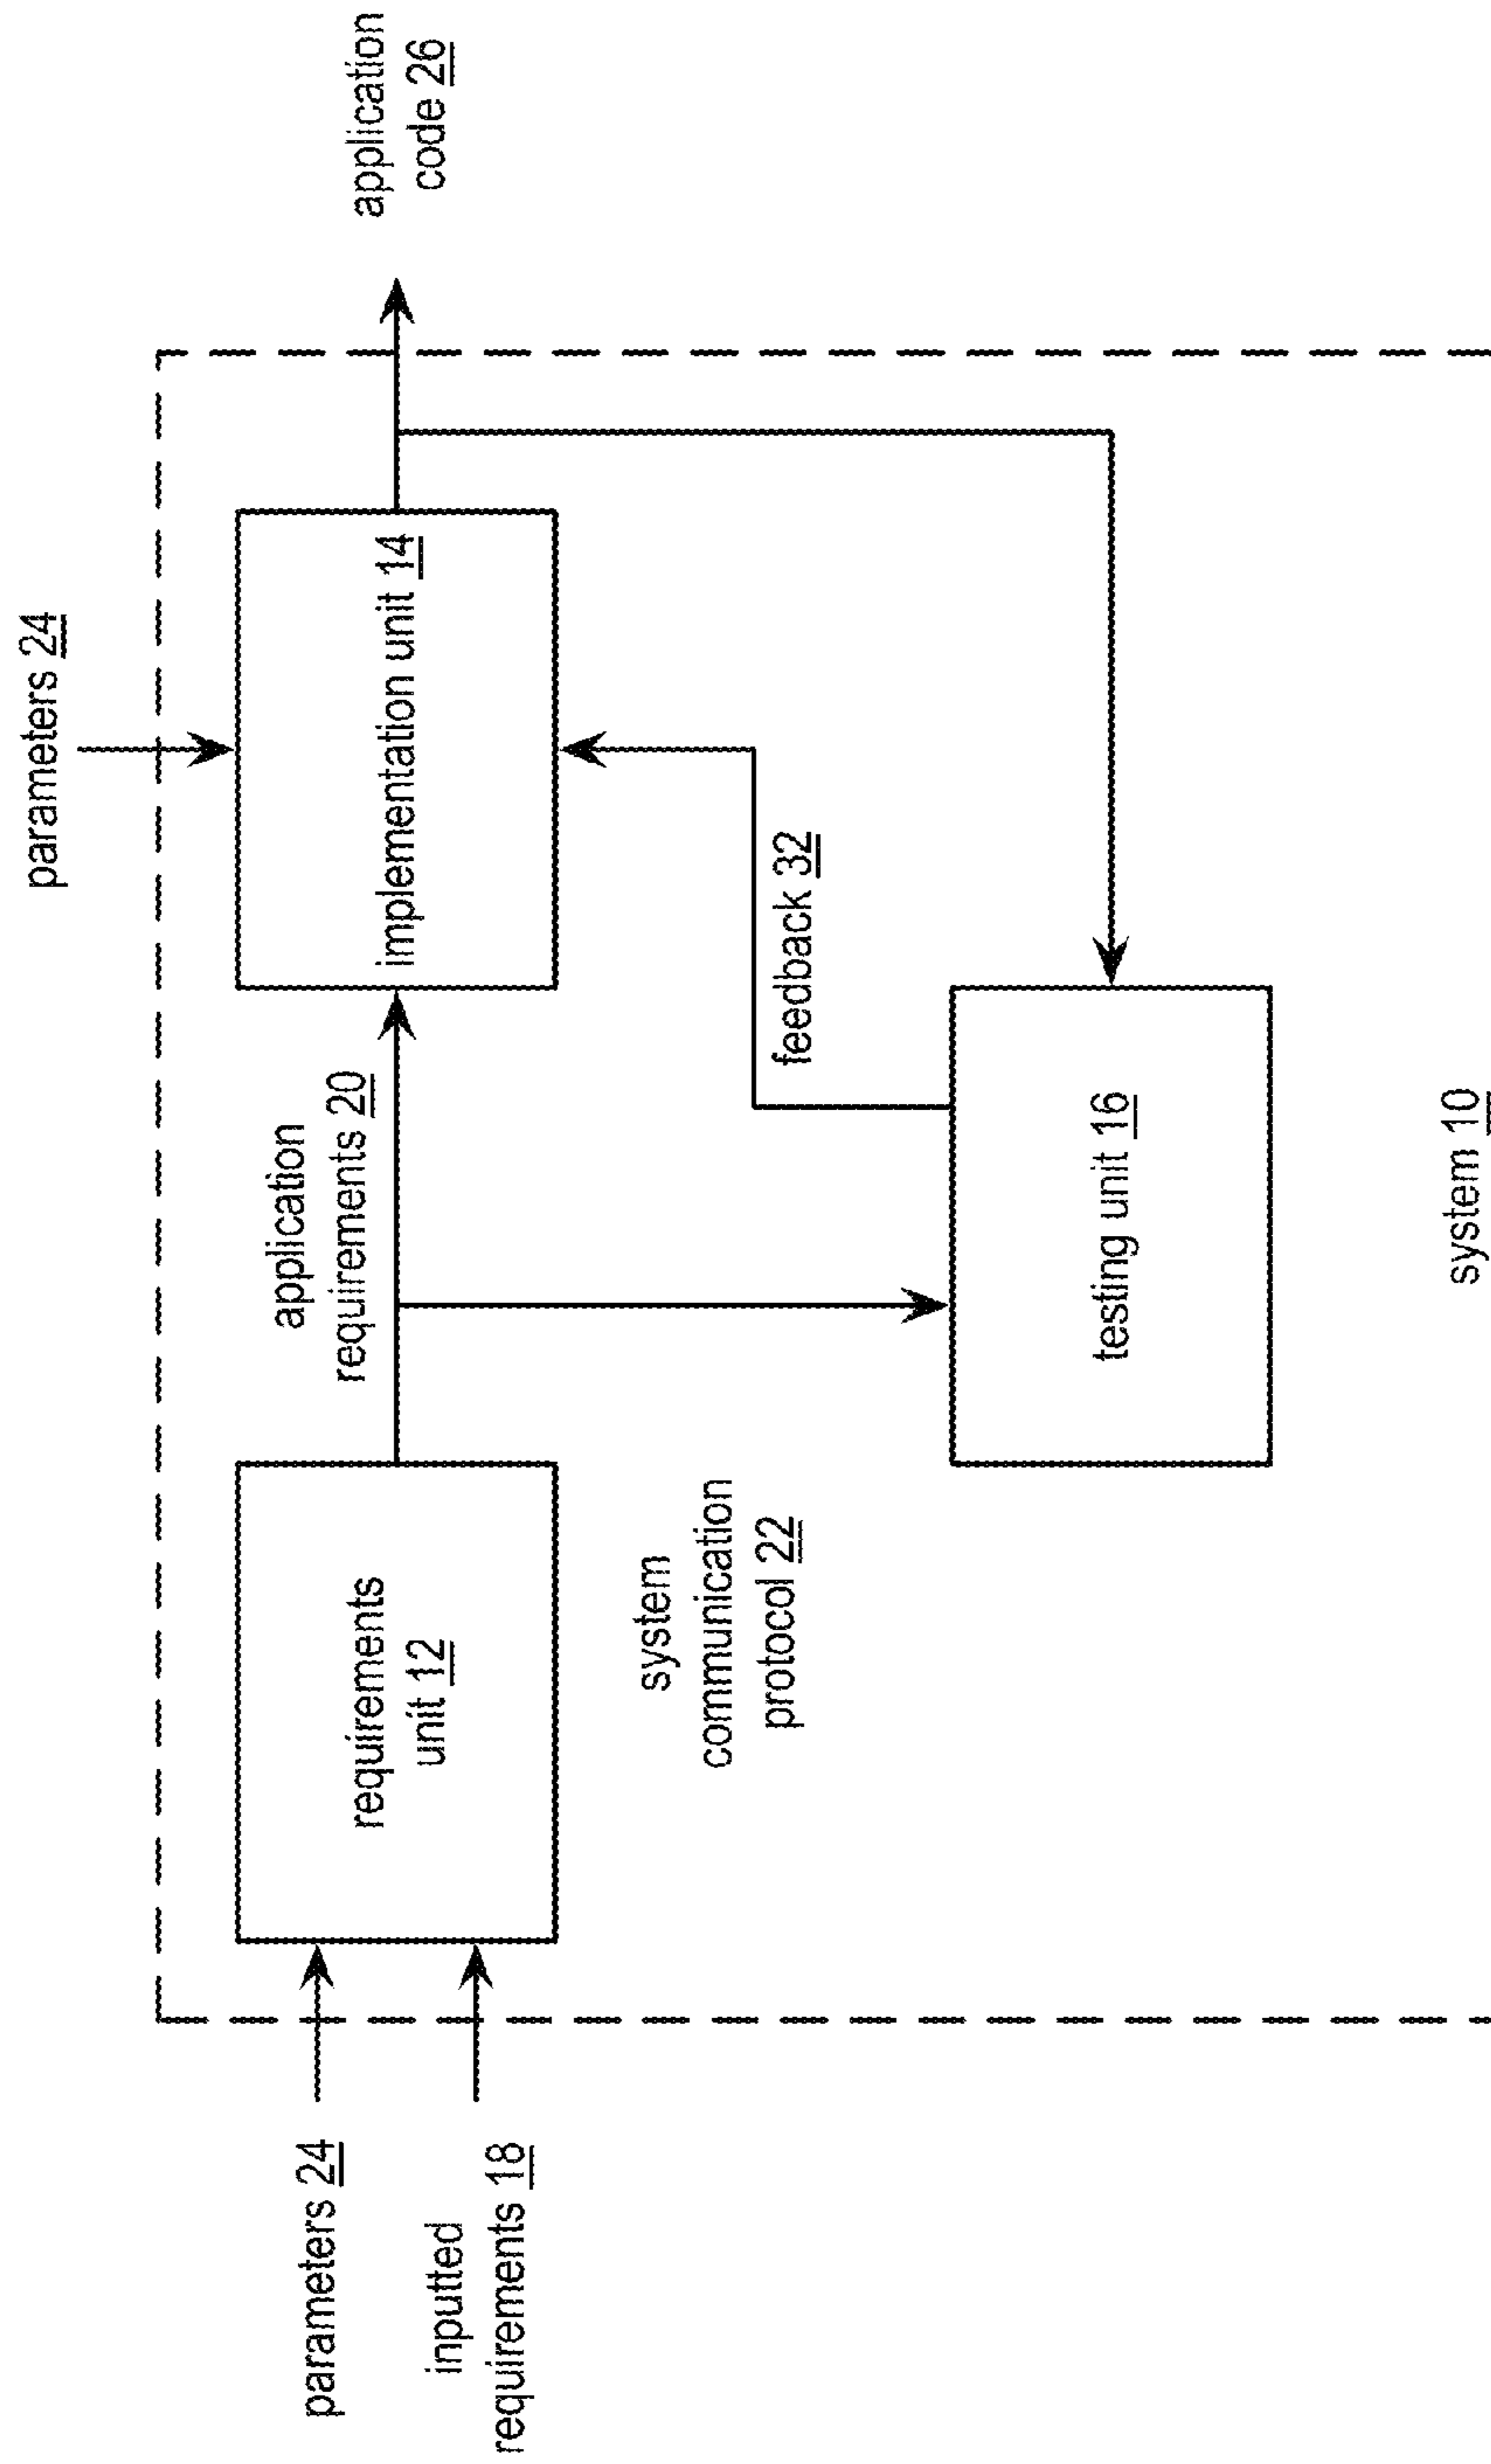 parameters 24
inputted
requirements 18
requirements
unit 12
system
communication
protocol 22
application
requirements 20
parameters 24
implementation unit 14
feedback 32
testing unit 16
application
code 26
system 10